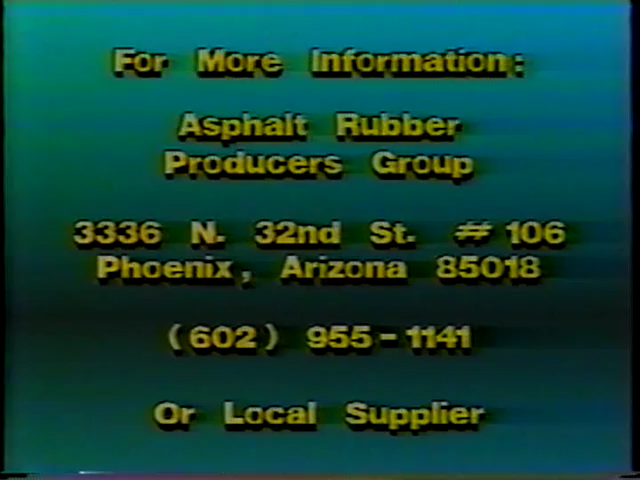 For More Information:
Asphalt Rubber
Producers Group
3336 N. 32nd St. # 106
Phoenix, Arizona 85018
(602) 955-1141
Or Local Supplier